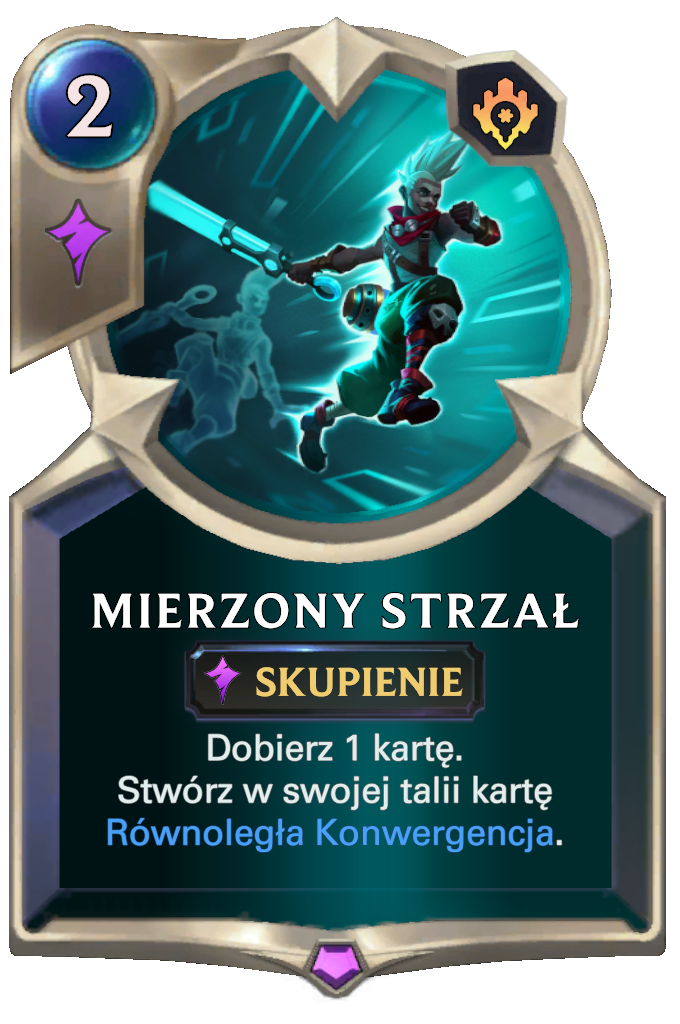 2
MIERZONY STRZAŁ
SKUPIENIE
Dobierz 1 kartę.
Stwórz w swojej talii kartę
Równoległa Konwergencja.